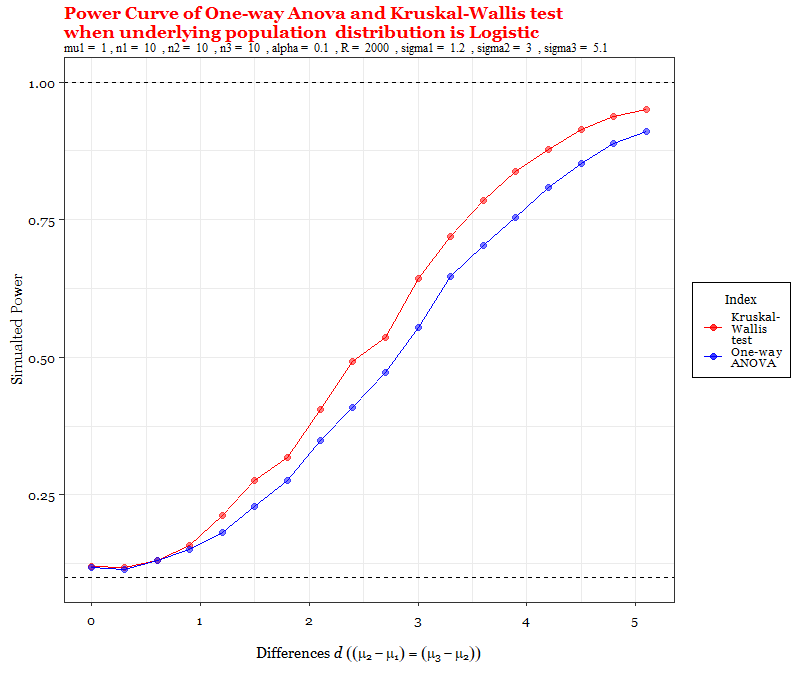 Power Curve of One-way Anova and Kruskal-Wallis test
when underlying population  distribution is Logistic
mu1 =  1 , n1 =  10  , n2 =  10  , n3 =  10  , alpha =  0.1  , R =  2000  , sigma1 =  1.2  , sigma2 =  3  , sigma3 =  5.1
1.00
0.75
0.50
0.25
Simualted Power
0 1 2 3 4 5
Differences d ((μ₂ − μ₁) = (μ₃ − μ₂))
Index
Kruskal-
Wallis
test
One-way
ANOVA